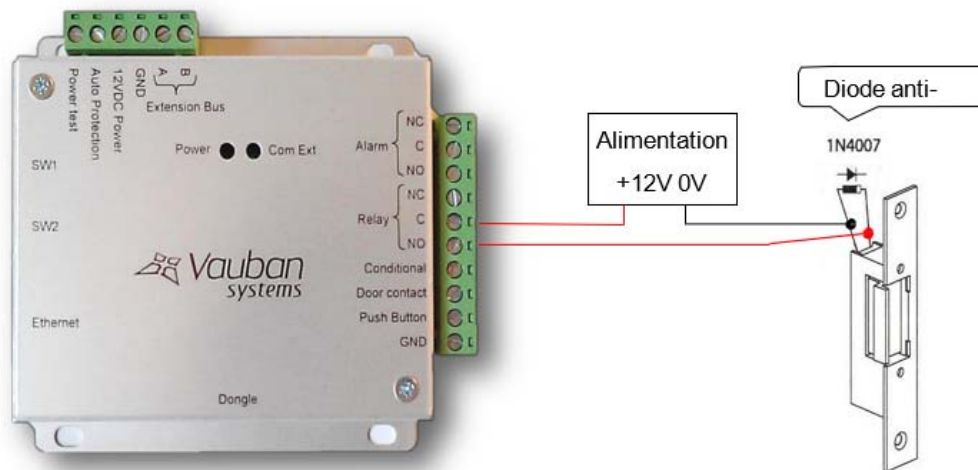 Power test
Auto Protection
12VDC Power
GND
A
B
Extension Bus
Power
Com Ext
SW1
SW2
Ethernet
Dongle
Vauban
systems
Alarm
NC
C
NO
Relay
NC
C
NO
Conditional
Door contact
Push Button
GND
Alimentation
+12V 0V
Diode anti-
1N4007